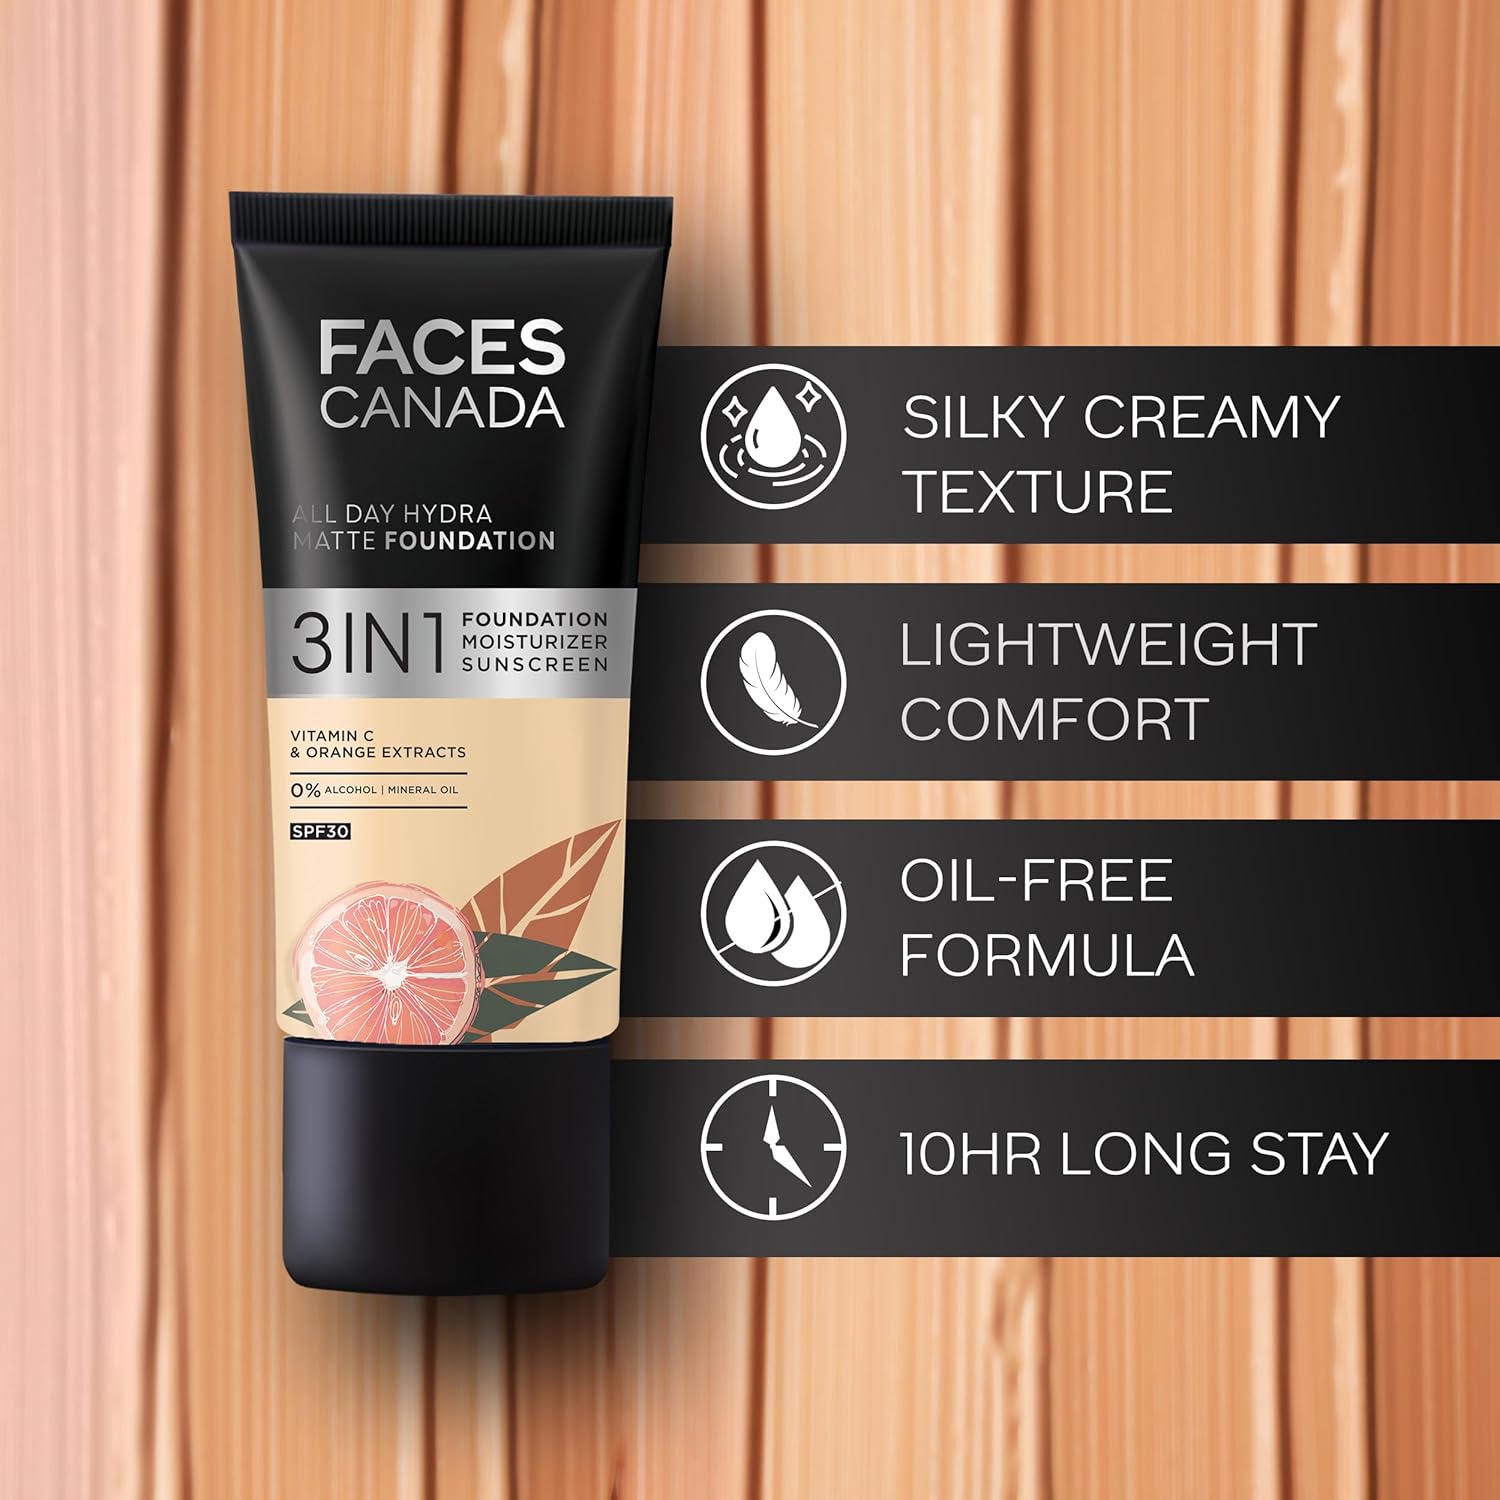 FACES
CANADA
ALL DAY HYDRA
MATTE FOUNDATION
3IN1
FOUNDATION
MOISTURIZER
SUNSCREEN
VITAMIN C
& ORANGE EXTRACTS
0% ALCOHOL | MINERAL OIL
SPF30
SILKY CREAMY
TEXTURE
LIGHTWEIGHT
COMFORT
OIL-FREE
FORMULA
10HR LONG STAY